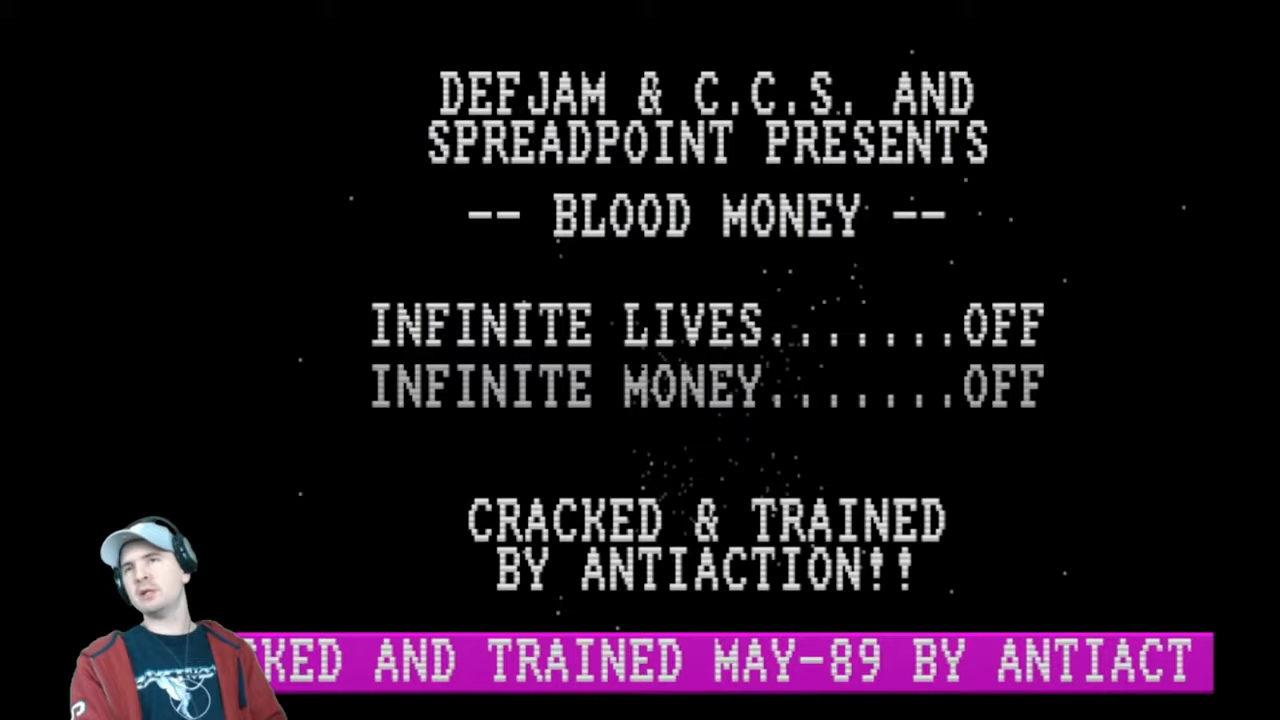 DEFJAM & C.C.S. AND
SPREADPOINT PRESENTS
-- BLOOD MONEY --
INFINITE LIVES.......OFF
INFINITE MONEY.......OFF
CRACKED & TRAINED
BY ANTIACTION!!
KED AND TRAINED MAY-89 BY ANTIACT